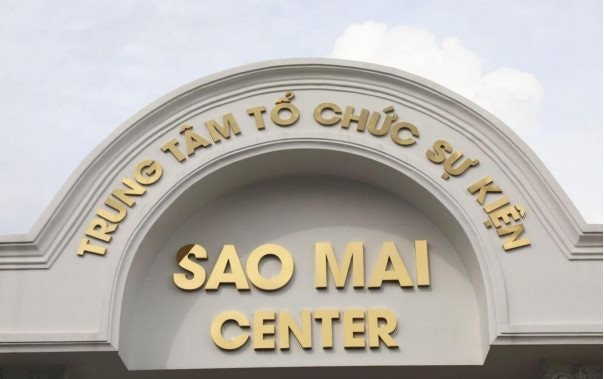 TRUNG TÂM TỔ CHỨC SỰ KIỆN
SAO MAI
CENTER